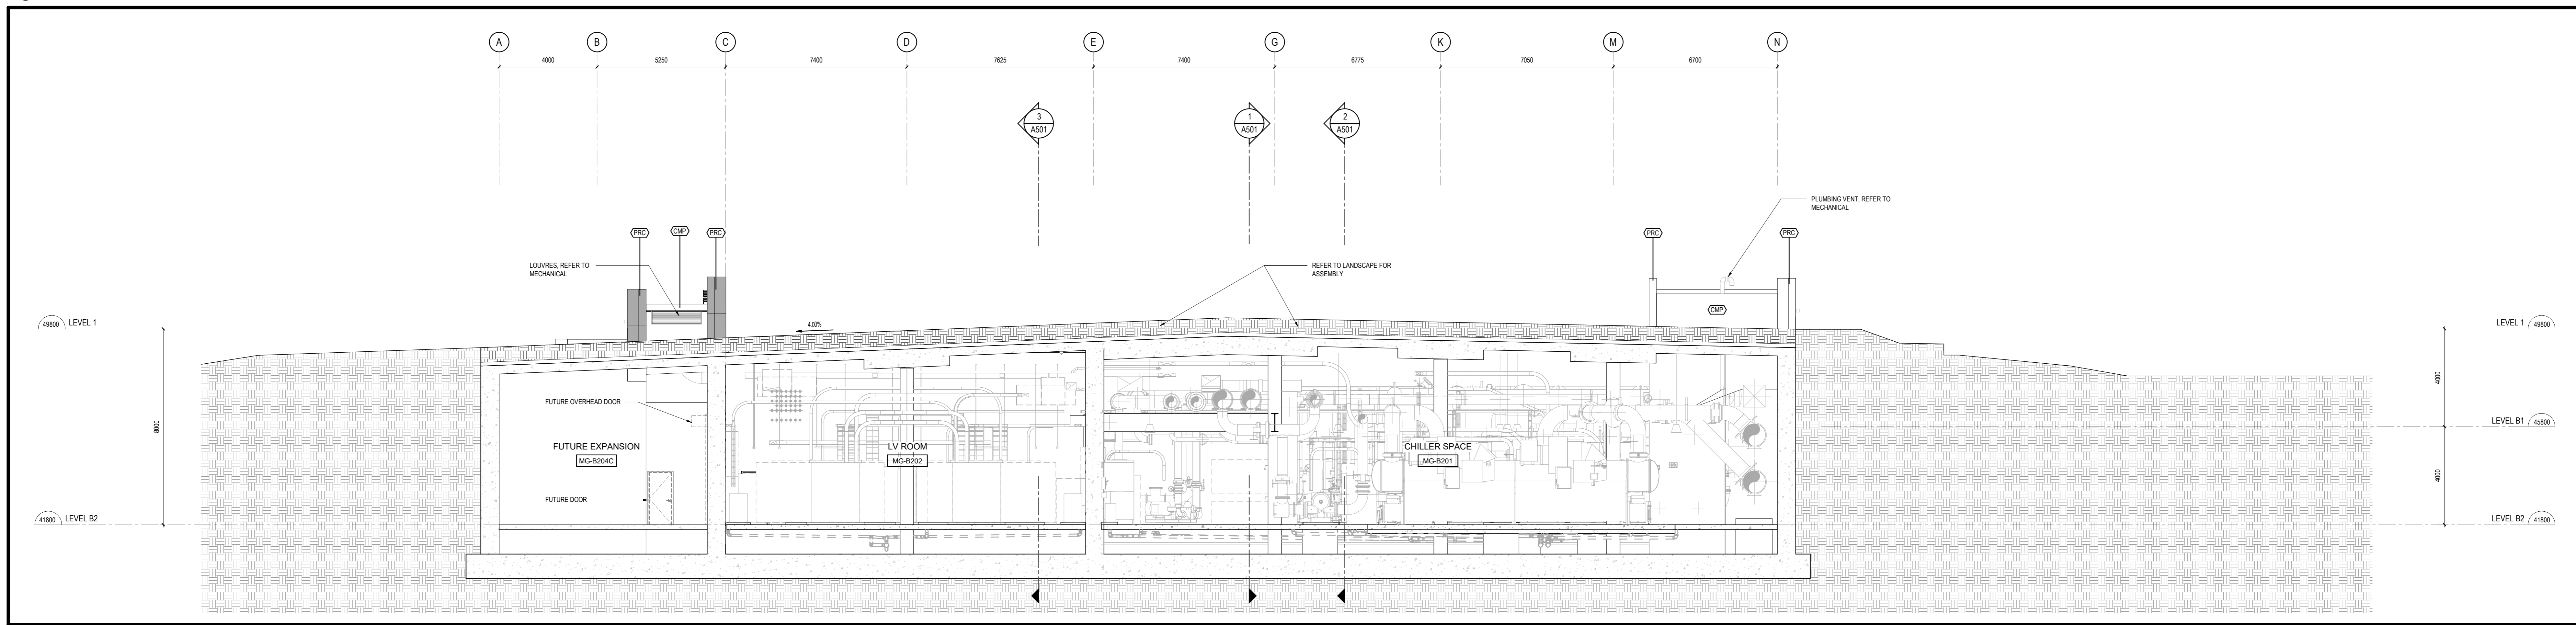 A
B
C
D
E
G
K
M
N
4000
5250
7400
7625
7400
6775
7050
6700
3
A501
1
A501
2
A501
PLUMBING VENT, REFER TO
MECHANICAL
PRC
CMP
PRC
PRC
PRC
LOUVRES, REFER TO
MECHANICAL
REFER TO LANDSCAPE FOR
ASSEMBLY
CMP
49800
LEVEL 1
4.00%
LEVEL 1
49800
4000
FUTURE OVERHEAD DOOR
8000
LEVEL B1
45800
FUTURE EXPANSION
MG-B204C
LV ROOM
MG-B202
CHILLER SPACE
MG-B201
4000
FUTURE DOOR
41800
LEVEL B2
LEVEL B2
41800